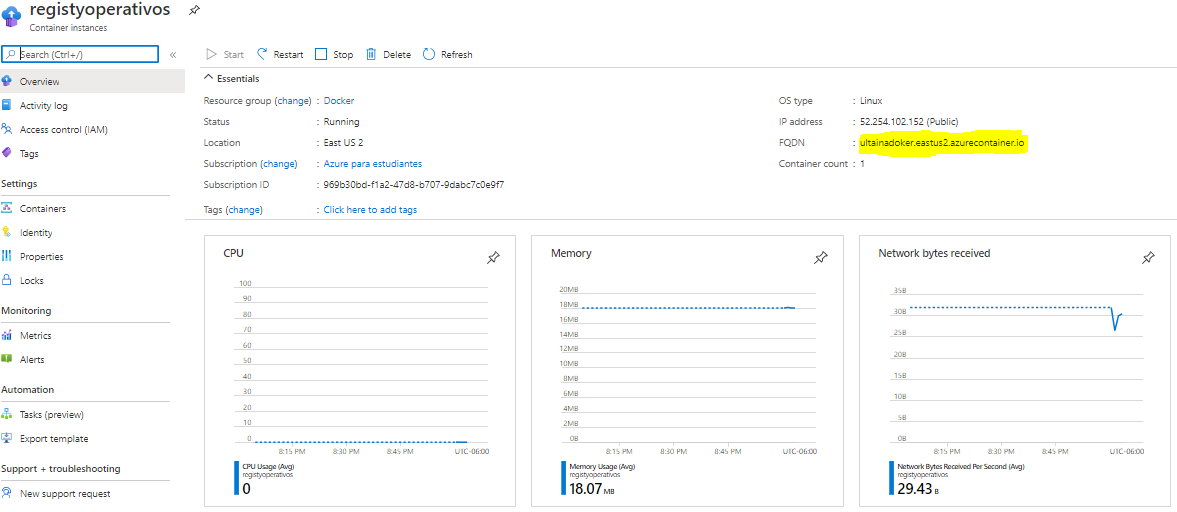 registyoperativos
Container instances
Search (Ctrl+/)
«
Overview
Activity log
Access control (IAM)
Tags
Settings
Containers
Identity
Properties
Locks
Monitoring
Metrics
Alerts
Automation
Tasks (preview)
Export template
Support + troubleshooting
New support request
Start Restart Stop Delete Refresh
Essentials
Resource group (change) : Docker
Status : Running
Location : East US 2
Subscription (change) : Azure para estudiantes
Subscription ID : 969b30bd-f1a2-47d8-b707-9dabc7c0e9f7
Tags (change) : Click here to add tags
OS type : Linux
IP address : 52.254.102.152 (Public)
FQDN : ultainadoker.eastus2.azurecontainer.io
Container count : 1
CPU
100
90
80
70
60
50
40
30
20
10
0
8:15 PM 8:30 PM 8:45 PM UTC-06:00
CPU Usage (Avg)
registyoperativos
0
Memory
20MB
18MB
16MB
14MB
12MB
10MB
8MB
6MB
4MB
2MB
0B
8:15 PM 8:30 PM 8:45 PM UTC-06:00
Memory Usage (Avg)
registyoperativos
18.07 MB
Network bytes received
35B
30B
25B
20B
15B
10B
5B
0B
8:15 PM 8:30 PM 8:45 PM UTC-06:00
Network Bytes Received Per Second (Avg)
registyoperativos
29.43 B